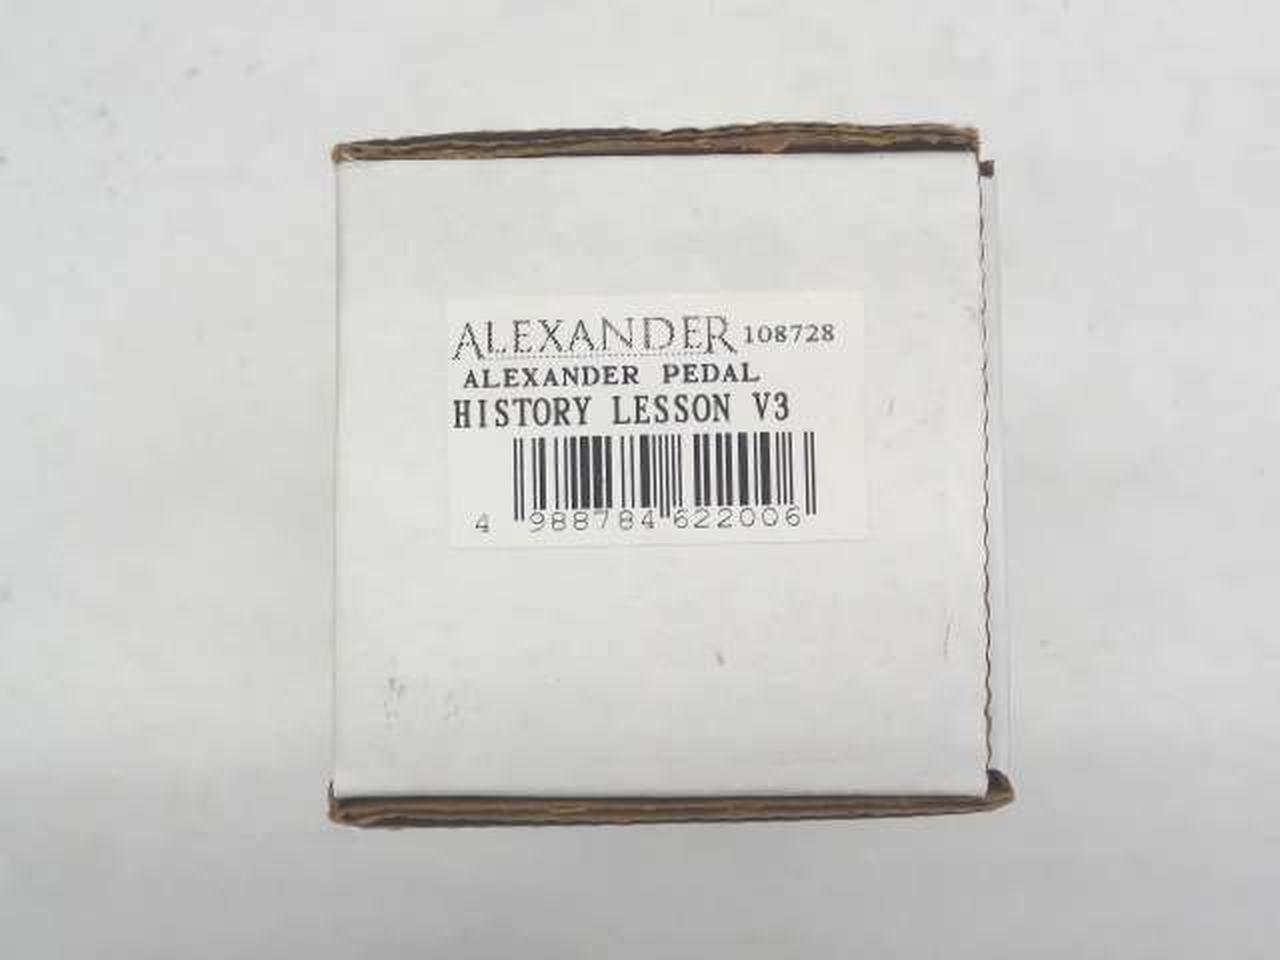 ALEXANDER 108728
ALEXANDER PEDAL
HISTORY LESSON V3
4 988784 622006